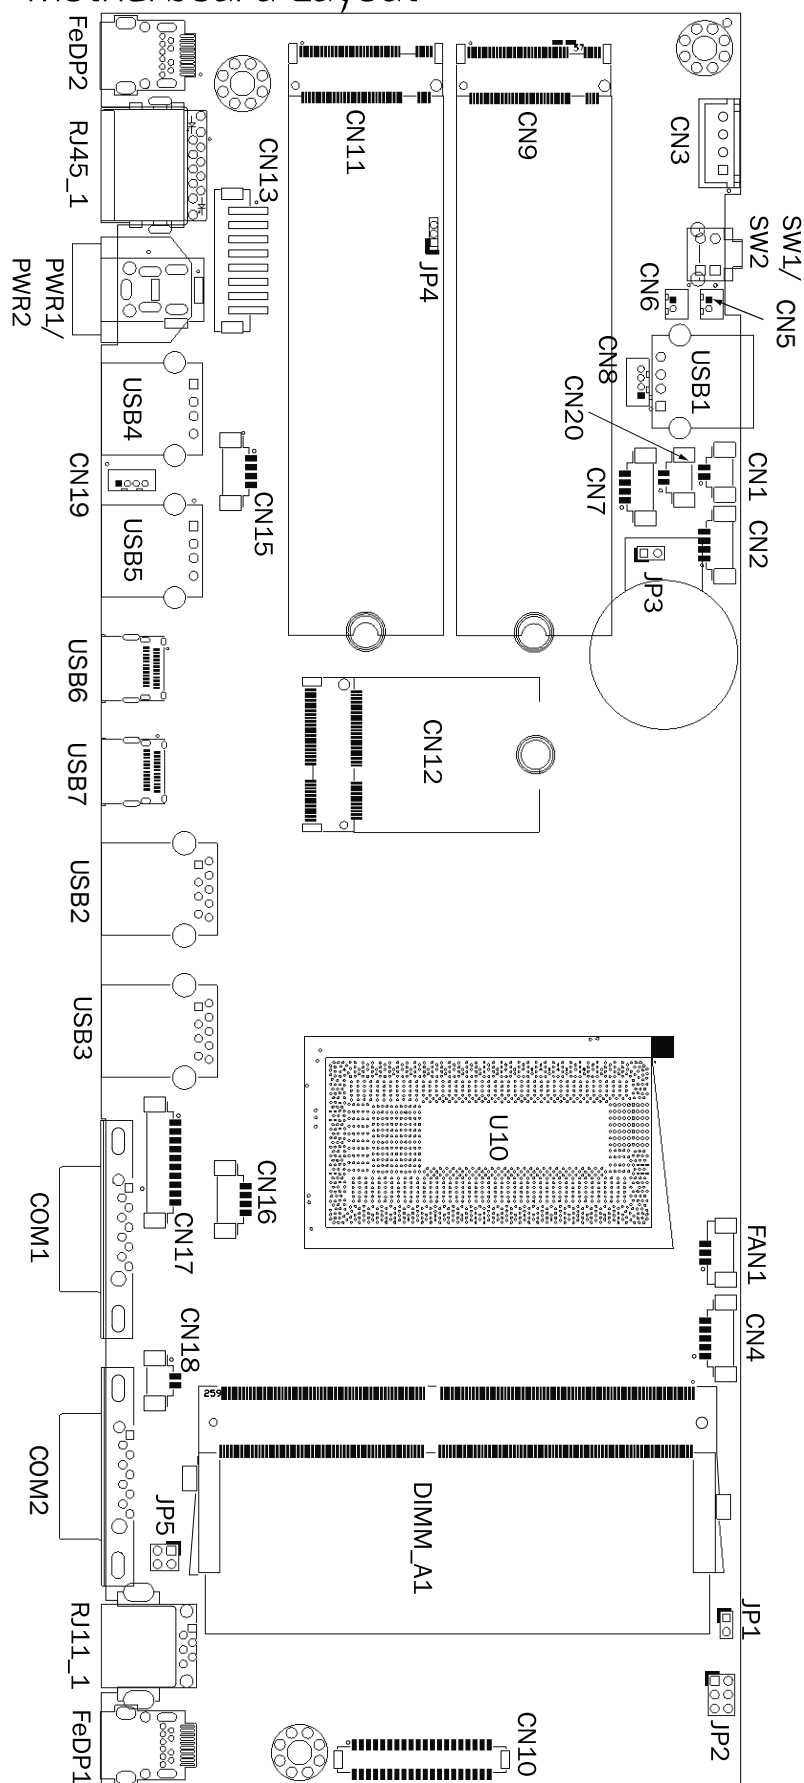 Motherboard Layout
FeDP2
RJ45_1
PWR1/
PWR2
USB4
CN19
USB5
USB6
USB7
USB2
USB3
COM1
COM2
RJ11_1
FeDP1
CN13
CN15
CN17
CN16
CN18
JP5
CN11
JP4
CN9
57
CN12
U10
259
DIMM_A1
CN10
CN3
SW1/
SW2
CN6
CN5
CN8
USB1
CN20
CN7
CN1
CN2
JP3
FAN1
CN4
JP1
JP2